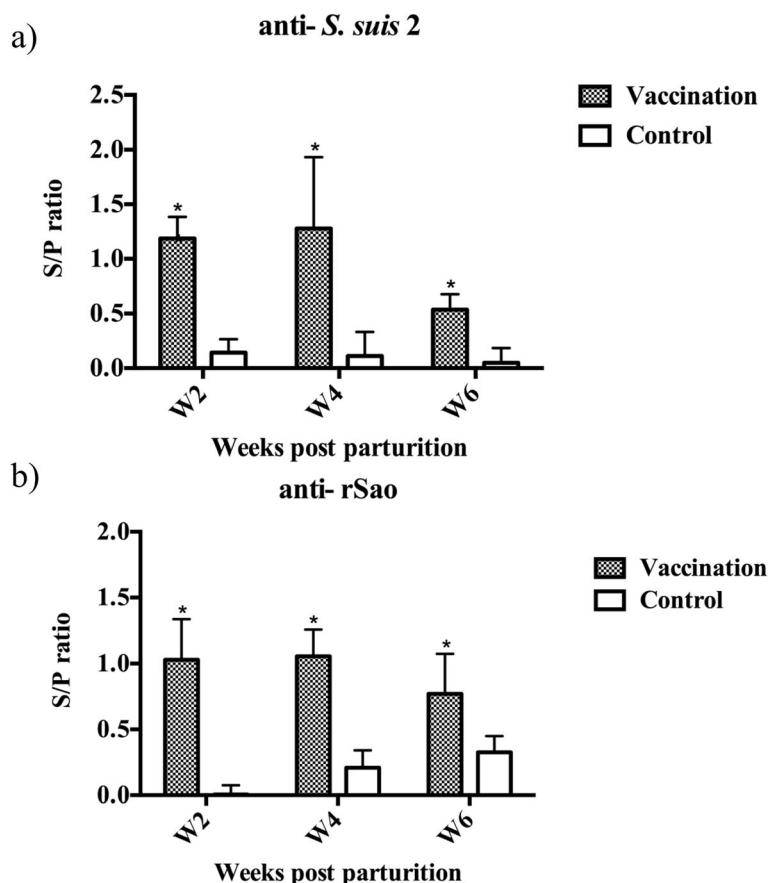 a)
anti- S. suis 2
2.5
2.0
1.5
1.0
0.5
0.0
S/P ratio
* * *
Vaccination
Control
W2 W4 W6
Weeks post parturition
b)
anti- rSao
2.0
1.5
1.0
0.5
0.0
S/P ratio
* * *
Vaccination
Control
W2 W4 W6
Weeks post parturition